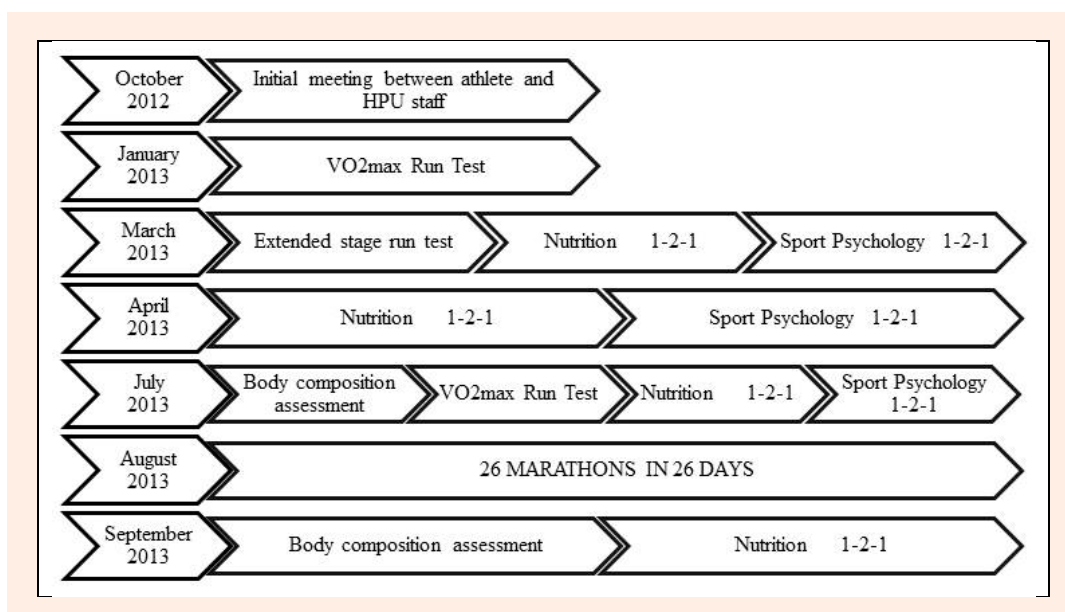 October
2012
Initial meeting between athlete and
HPU staff
January
2013
VO2max Run Test
March
2013
Extended stage run test
Nutrition 1-2-1
Sport Psychology 1-2-1
April
2013
Nutrition 1-2-1
Sport Psychology 1-2-1
July
2013
Body composition
assessment
VO2max Run Test
Nutrition 1-2-1
Sport Psychology
1-2-1
August
2013
26 MARATHONS IN 26 DAYS
September
2013
Body composition assessment
Nutrition 1-2-1